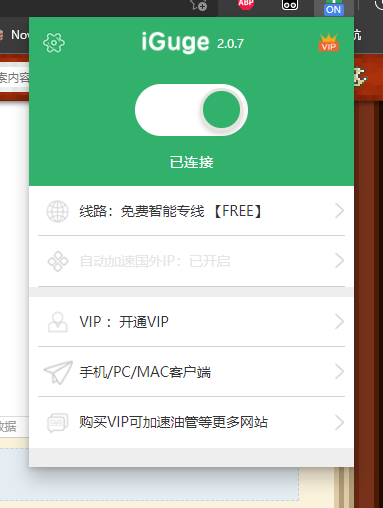 ABP
ON
Nov
航
索内容
iGuge 2.0.7
VIP
已连接
线路：免费智能专线 【FREE】
自动加速国外IP：已开启
VIP ： 开通VIP
手机/PC/MAC客户端
购买VIP可加速油管等更多网站
数据